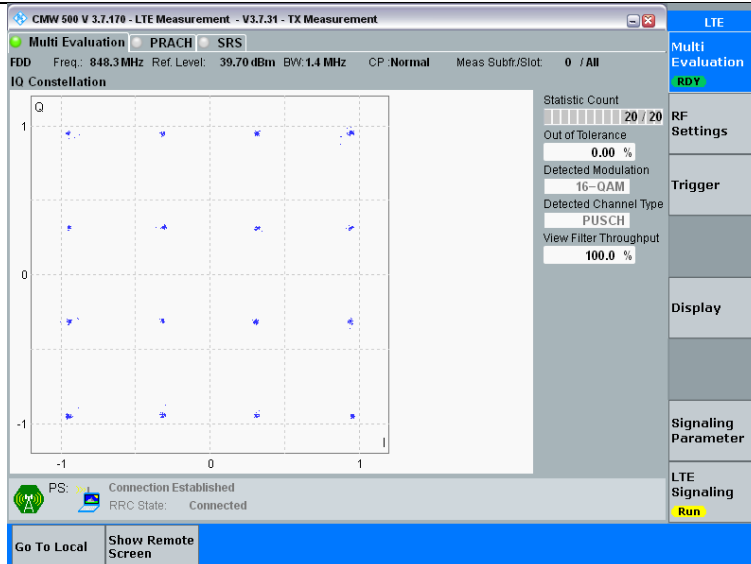 CMW 500 V 3.7.170 - LTE Measurement - V3.7.31 - TX Measurement
LTE
Multi Evaluation PRACH SRS
Multi
Evaluation
RDY
FDD Freq.: 848.3 MHz Ref. Level: 39.70 dBm BW: 1.4 MHz CP :Normal Meas Subfr./Slot: 0 / All
IQ Constellation
Q
1
0
-1
-1 0 1
I
Statistic Count
20 / 20
Out of Tolerance
0.00 %
Detected Modulation
16-QAM
Detected Channel Type
PUSCH
View Filter Throughput
100.0 %
RF
Settings
Trigger
Display
Signaling
Parameter
LTE
Signaling
Run
PS: Connection Established
RRC State: Connected
Go To Local
Show Remote
Screen